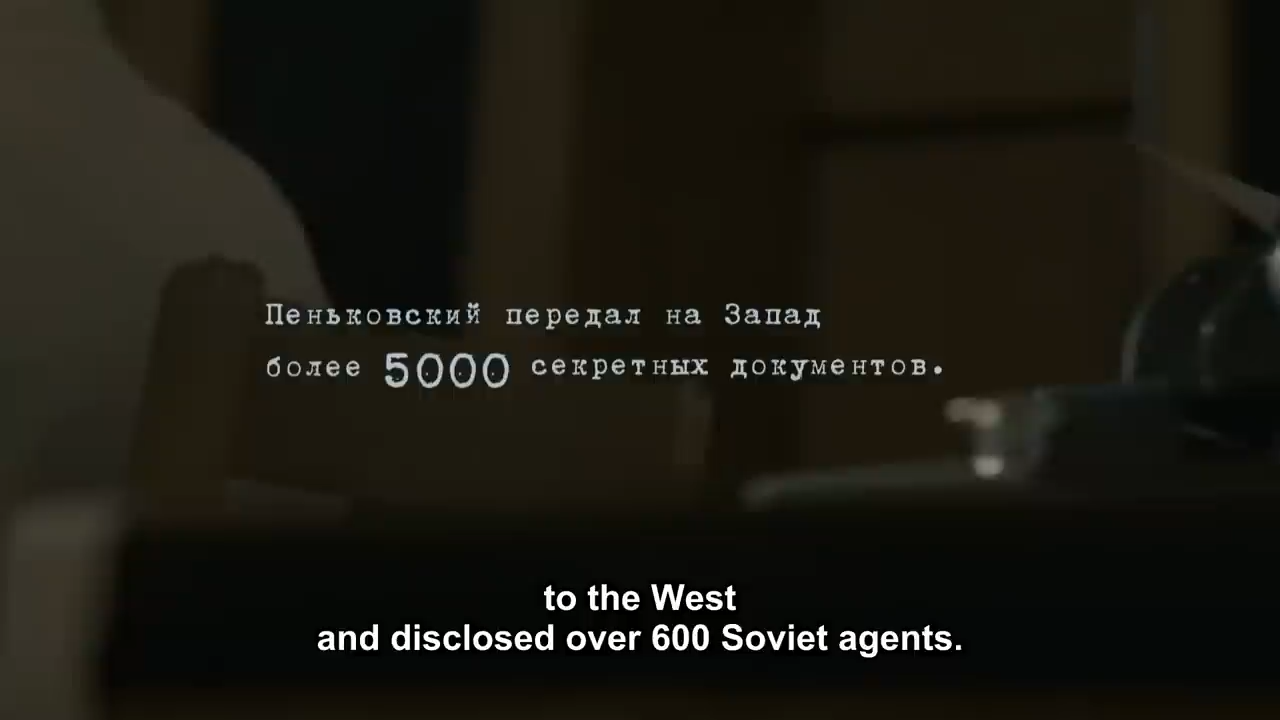 Пеньковский передал на Запад
более 5000 секретных документов.
to the West
and disclosed over 600 Soviet agents.